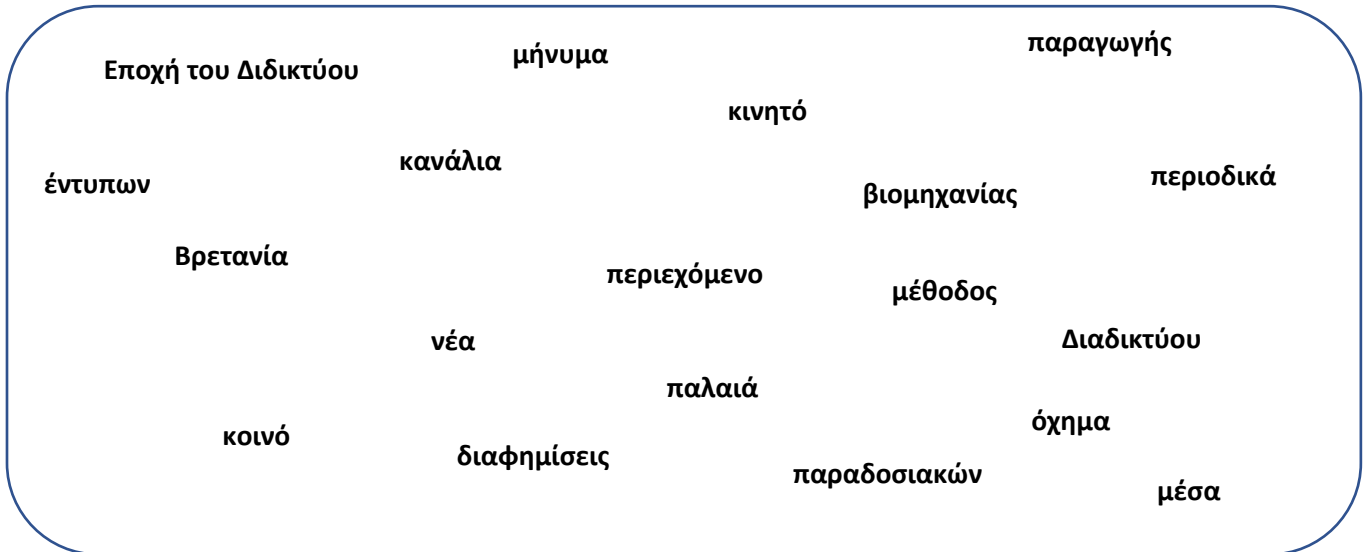 Εποχή του Διδικτύου
μήνυμα
παραγωγής
κινητό
κανάλια
έντυπων
βιομηχανίας
περιοδικά
Βρετανία
περιεχόμενο
μέθοδος
νέα
Διαδικτύου
παλαιά
κοινό
όχημα
διαφημίσεις
παραδοσιακών
μέσα